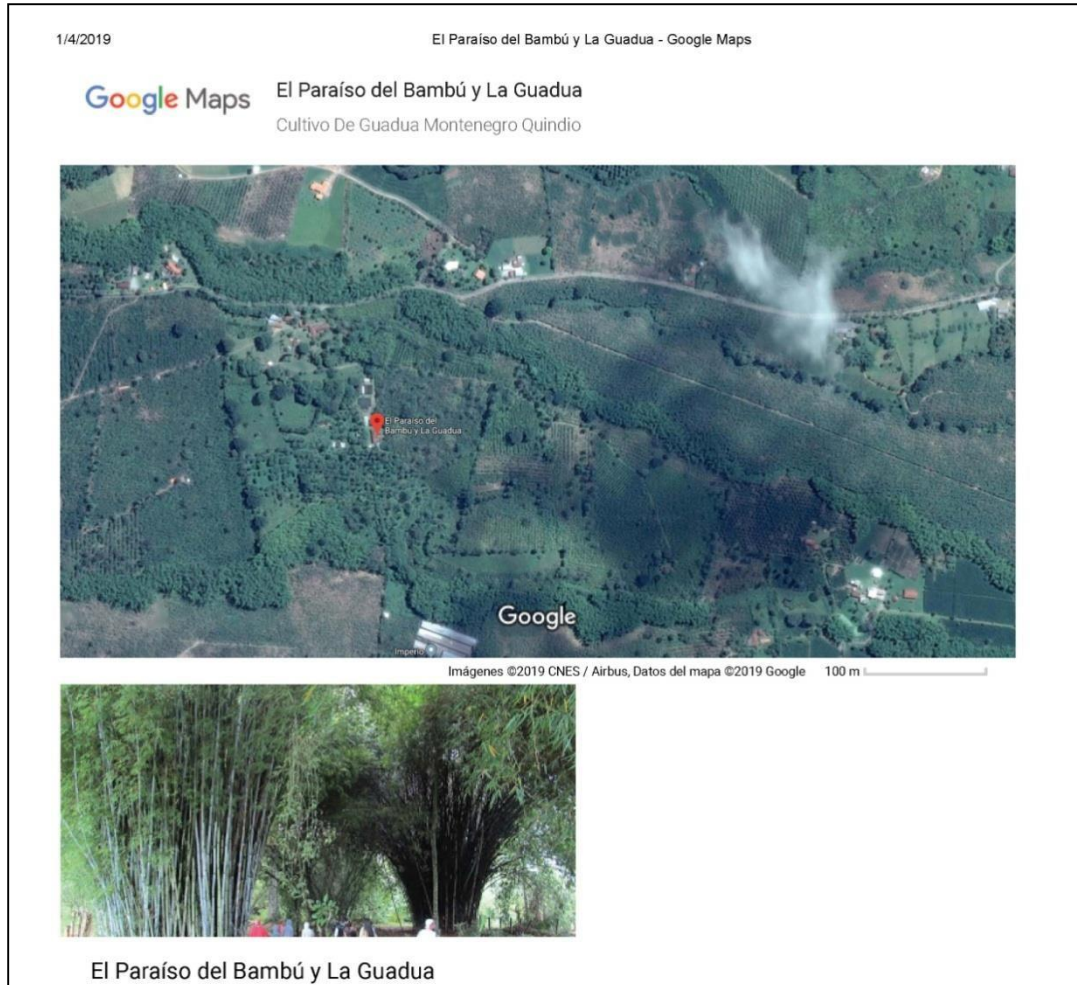 1/4/2019
El Paraíso del Bambú y La Guadua - Google Maps
Google Maps
El Paraíso del Bambú y La Guadua
Cultivo De Guadua Montenegro Quindio
El Paraíso del
Bambú y La Guadua
Google
Imperio
Imágenes ©2019 CNES / Airbus, Datos del mapa ©2019 Google
100 m
El Paraíso del Bambú y La Guadua